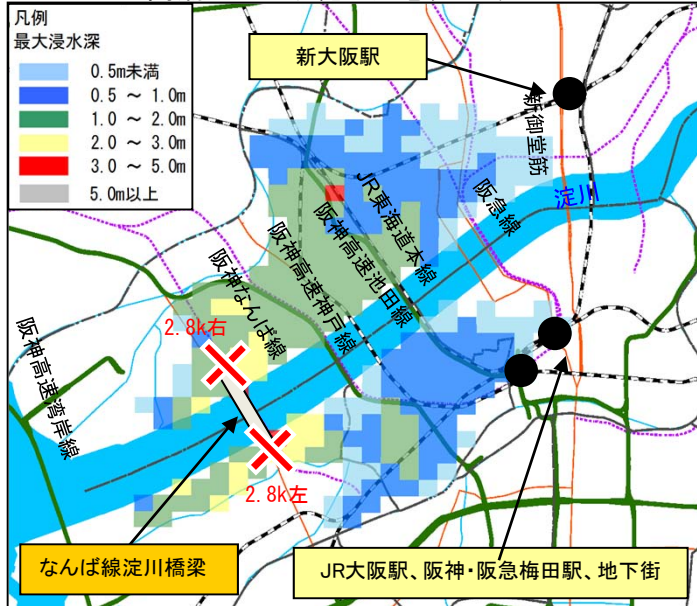 凡例
最大浸水深
0.5m未満
0.5 ～ 1.0m
1.0 ～ 2.0m
2.0 ～ 3.0m
3.0 ～ 5.0m
5.0m以上
新大阪駅
新御堂筋
淀川
阪急線
JR東海道本線
阪神高速池田線
阪神高速神戸線
阪神なんば線
2.8k右
阪神高速湾岸線
2.8k左
なんば線淀川橋梁
JR大阪駅、阪神・阪急梅田駅、地下街